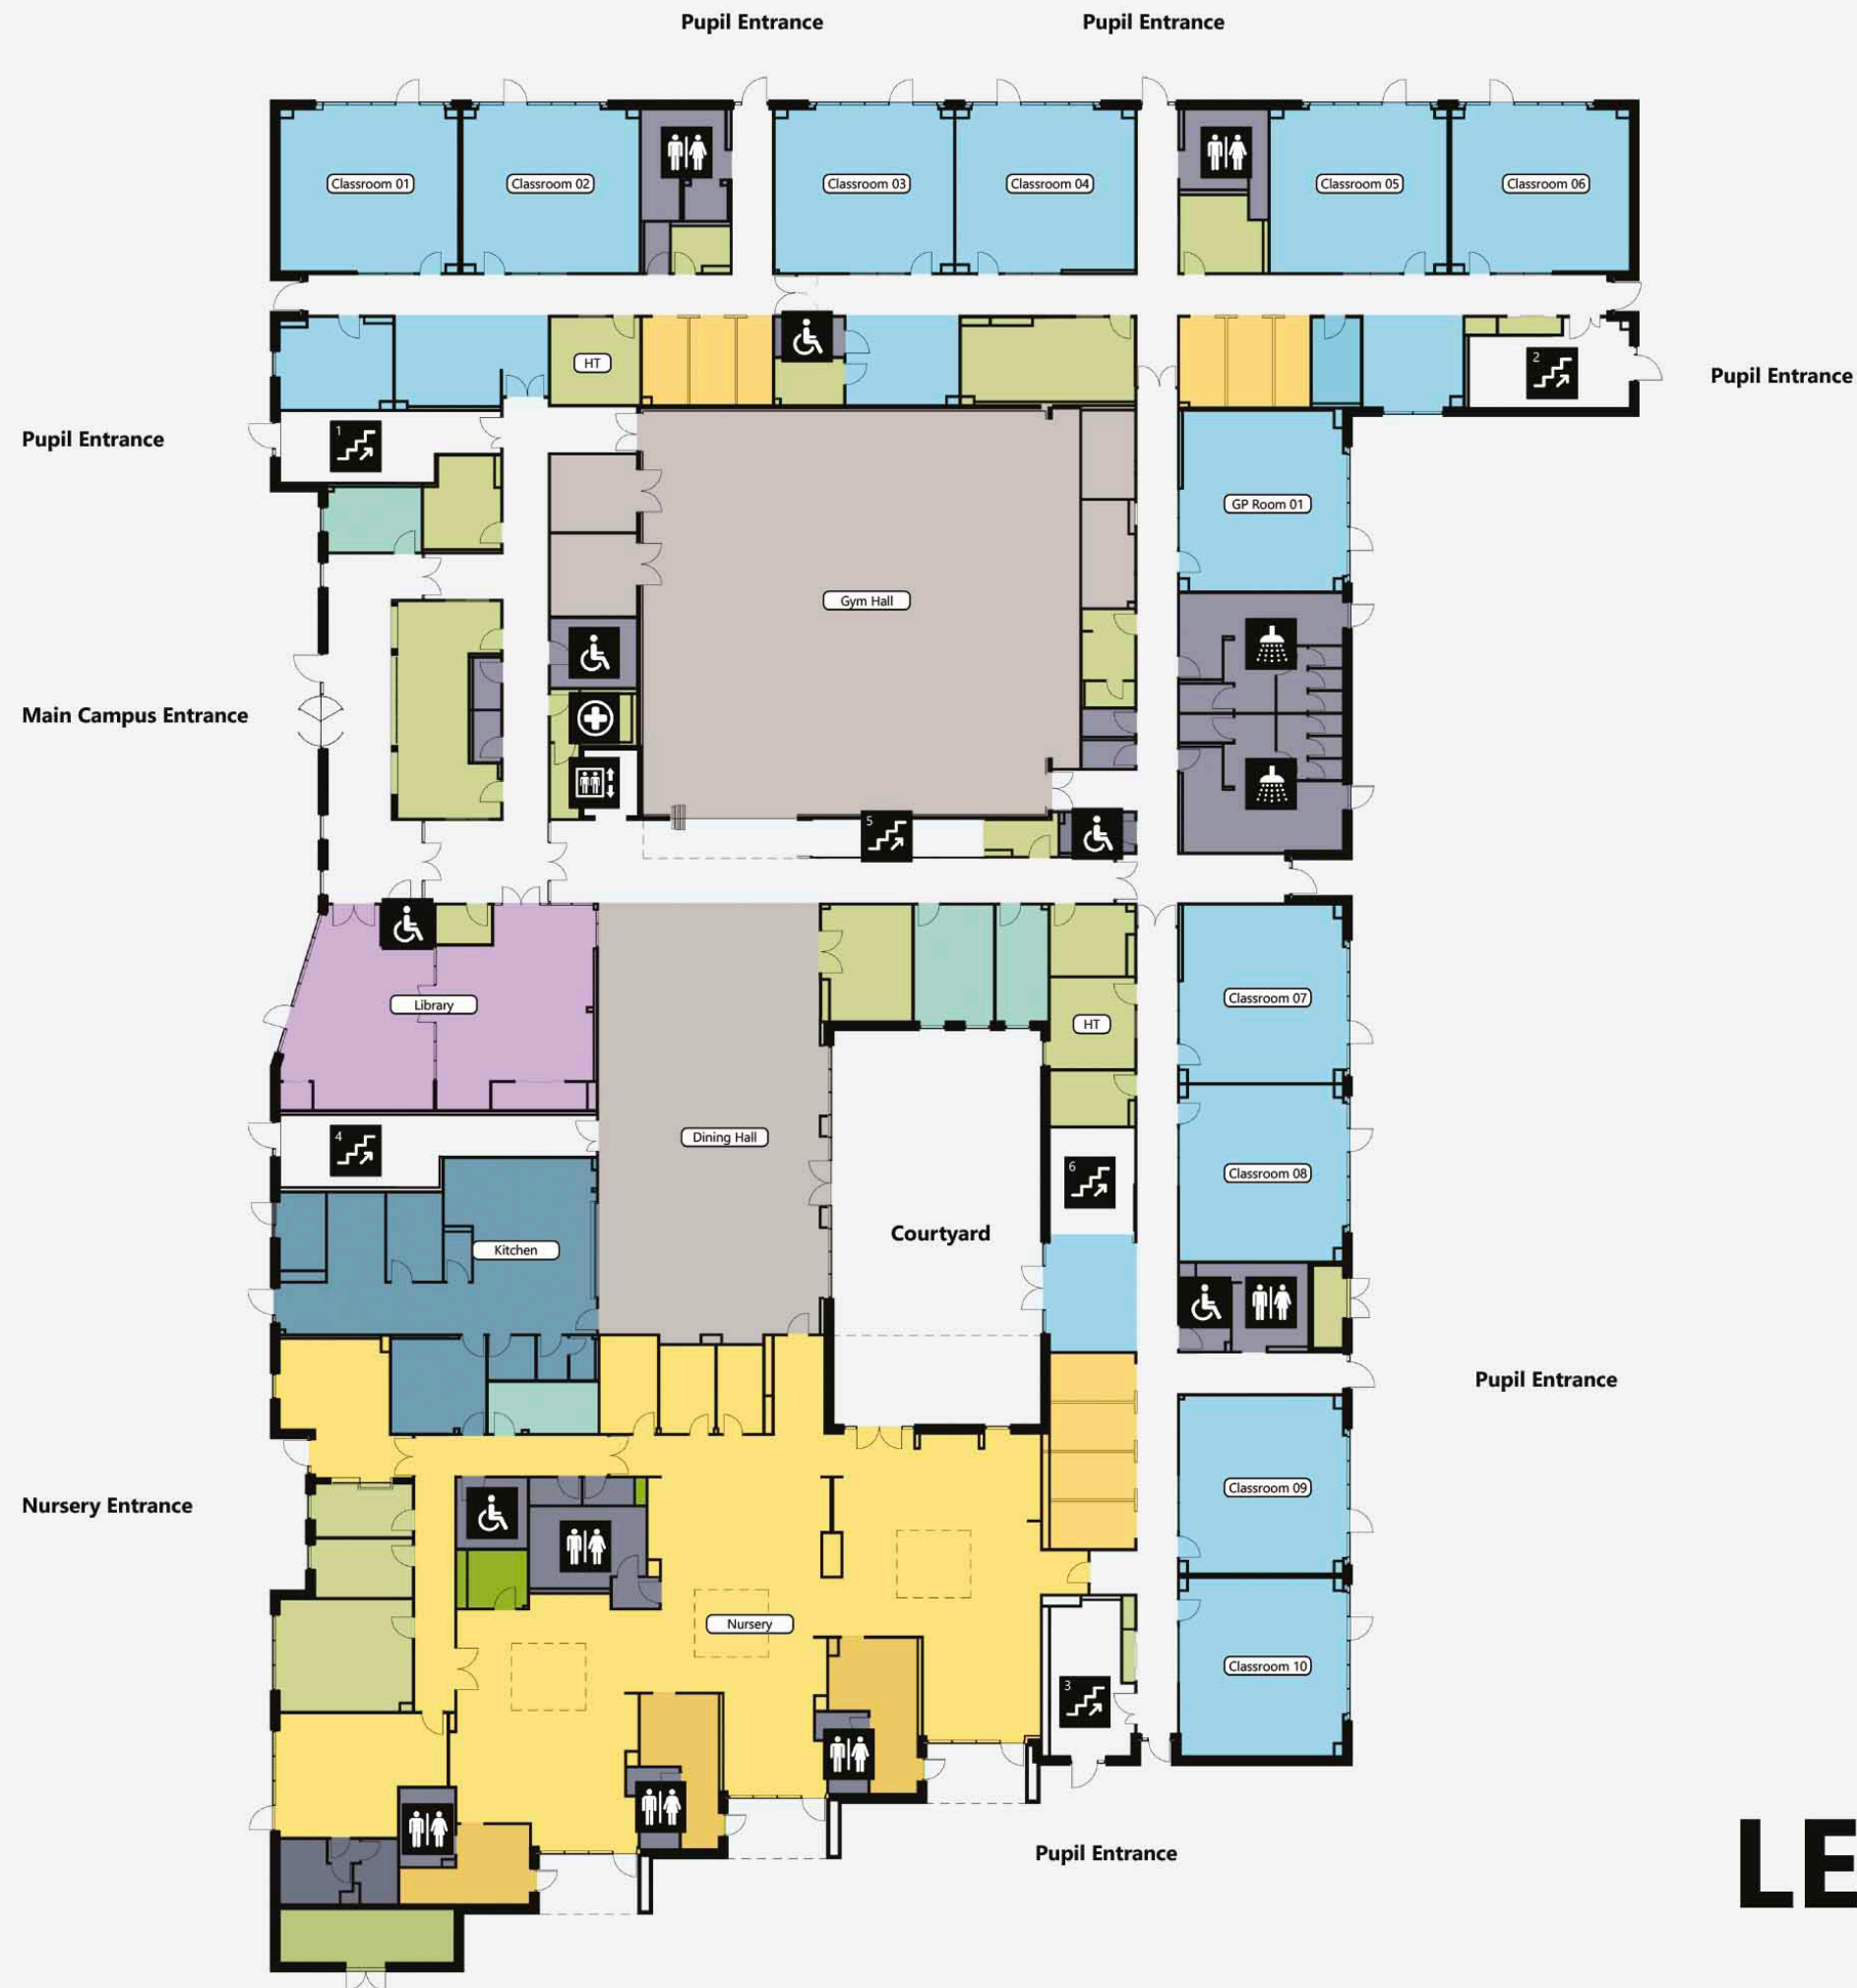 Pupil Entrance
Pupil Entrance
Classroom 01
Classroom 02
Classroom 03
Classroom 04
Classroom 05
Classroom 06
HT
2
Pupil Entrance
Pupil Entrance
1
GP Room 01
Gym Hall
Main Campus Entrance
5
Library
Classroom 07
HT
Dining Hall
4
6
Classroom 08
Courtyard
Kitchen
Pupil Entrance
Classroom 09
Nursery Entrance
Nursery
Classroom 10
3
Pupil Entrance
LE